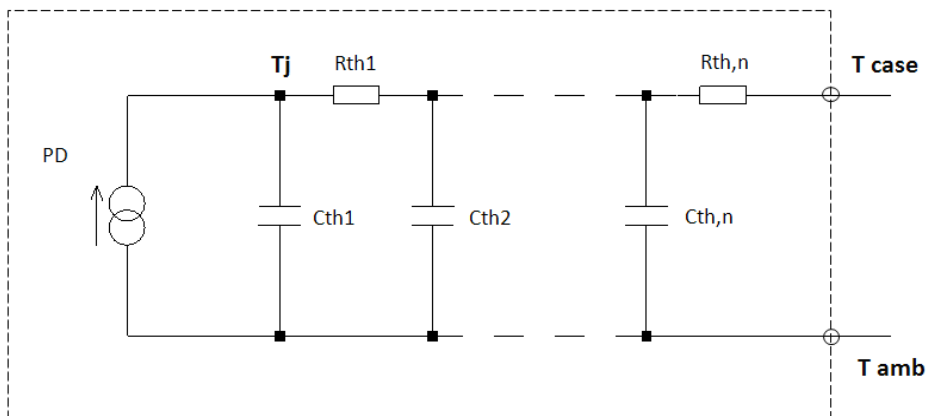 Tj
Rth1
Rth,n
T case
PD
Cth1
Cth2
Cth,n
T amb